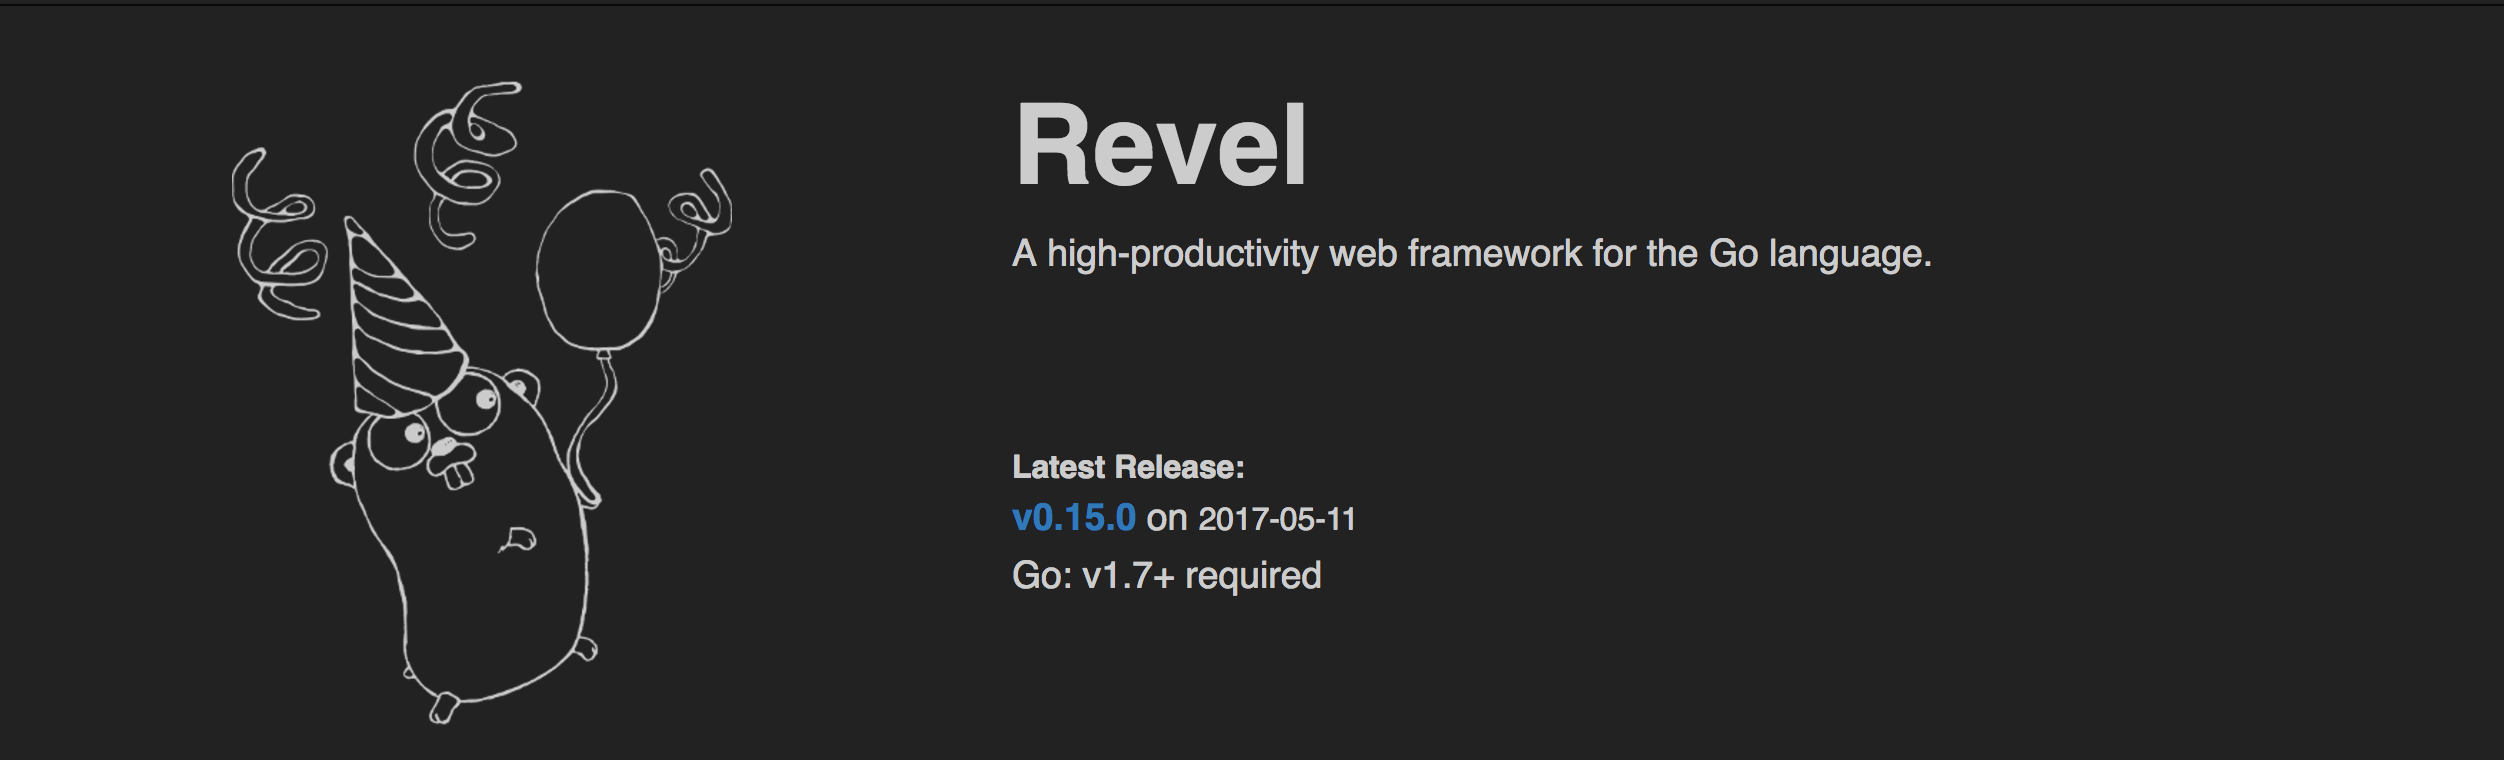 Revel
A high-productivity web framework for the Go language.
Latest Release:
v0.15.0 on 2017-05-11
Go: v1.7+ required